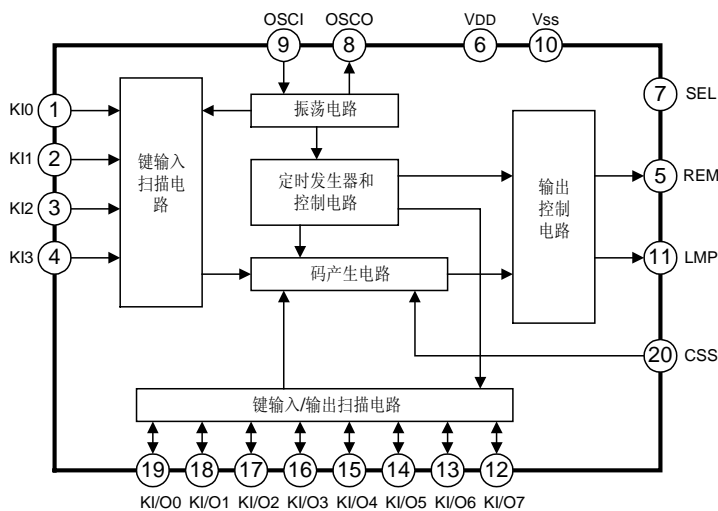 OSCI OSCO VDD Vss
9 8 6 10
7 SEL
KI0 1
振荡电路
键输入
扫描电
路
KI1 2
定时发生器和
控制电路
输出
控制
电路
5 REM
KI2 3
KI3 4
码产生电路
11 LMP
20 CSS
键输入/输出扫描电路
19 18 17 16 15 14 13 12
KI/O0 KI/O1 KI/O2 KI/O3 KI/O4 KI/O5 KI/O6 KI/O7